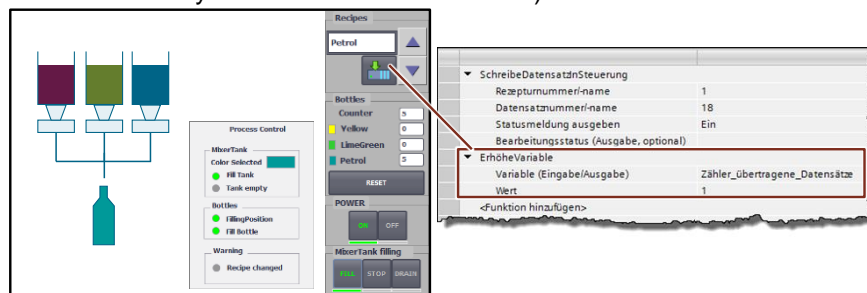 Recipes
Petrol
Bottles
Counter 5
Yellow 0
LimeGreen 0
Petrol 5
RESET
POWER
ON OFF
MixerTank filling
FILL STOP DRAIN
Process Control
MixerTank
Color Selected
Fill Tank
Tank empty
Bottles
FillingPosition
Fill Bottle
Warning
Recipe changed
SchreibeDatensatzInSteuerung
Rezepturnummer/-name 1
Datensatznummer/-name 18
Statusmeldung ausgeben Ein
Bearbeitungsstatus (Ausgabe, optional)
ErhöheVariable
Variable (Eingabe/Ausgabe) Zähler_übertragene_Datensätze
Wert 1
<Funktion hinzufügen>